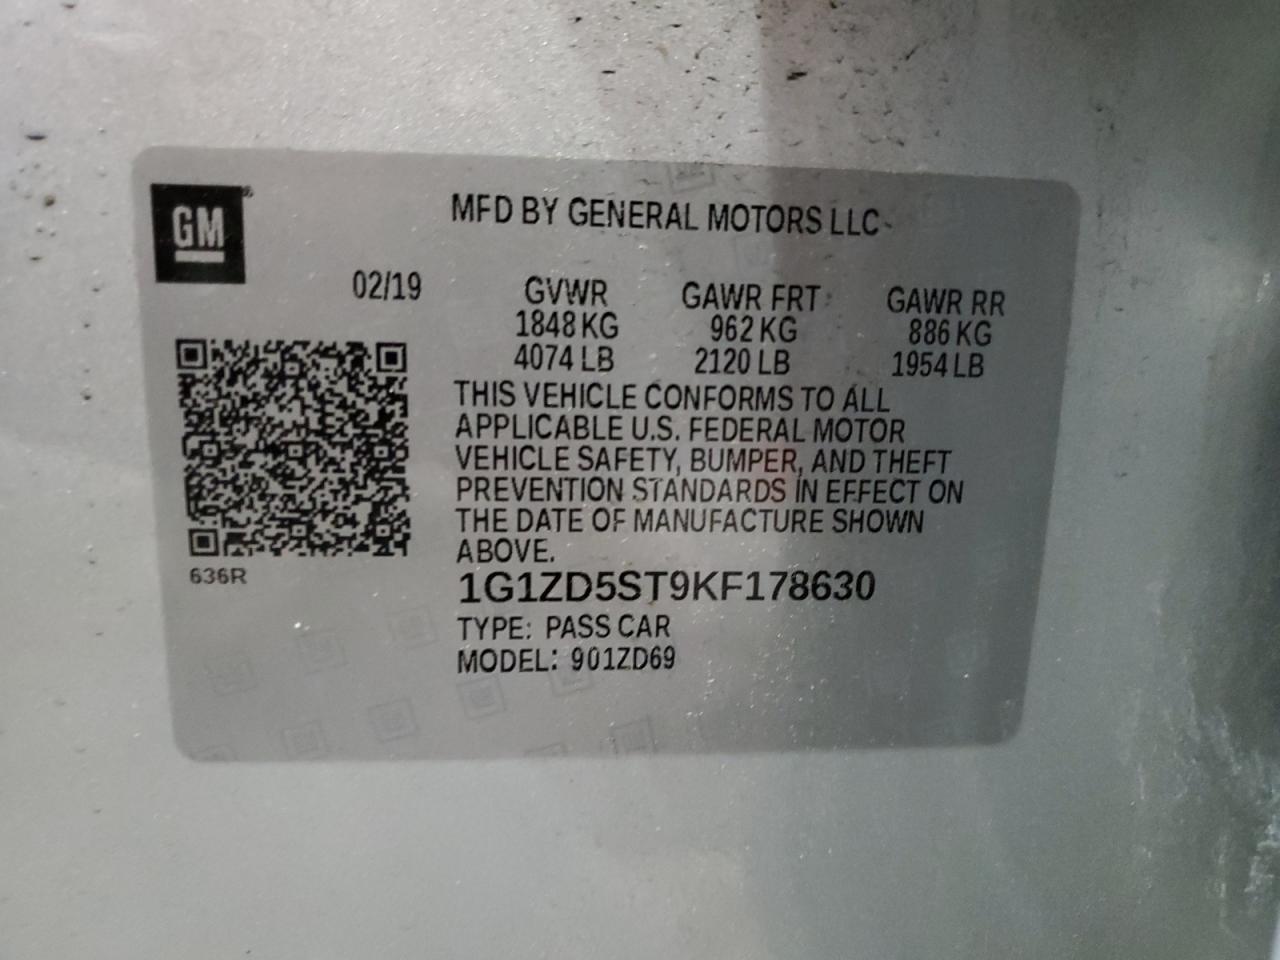 GM
MFD BY GENERAL MOTORS LLC
02/19
GVWR GAWR FRT GAWR RR
1848 KG 962 KG 886 KG
4074 LB 2120 LB 1954 LB
THIS VEHICLE CONFORMS TO ALL
APPLICABLE U.S. FEDERAL MOTOR
VEHICLE SAFETY, BUMPER, AND THEFT
PREVENTION STANDARDS IN EFFECT ON
THE DATE OF MANUFACTURE SHOWN
ABOVE.
636R
1G1ZD5ST9KF178630
TYPE: PASS CAR
MODEL: 901ZD69